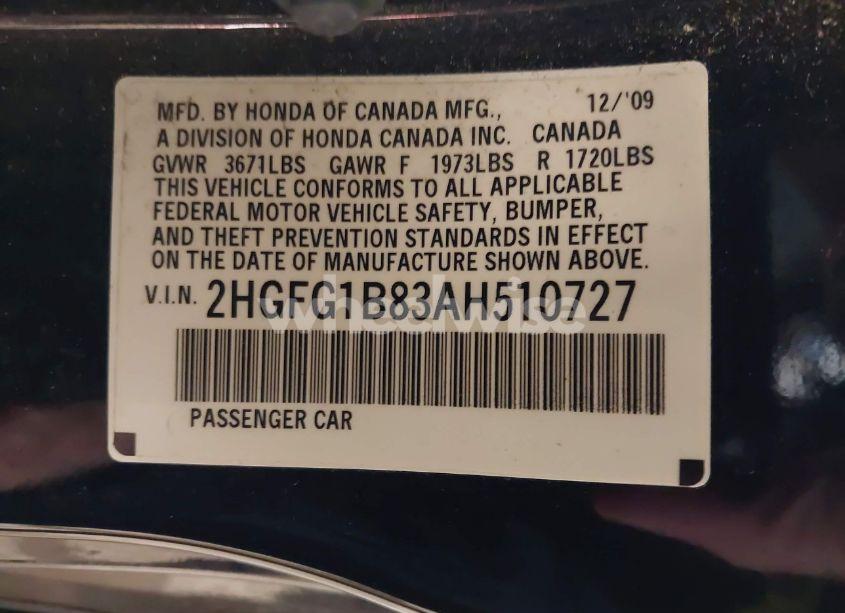 MFD. BY HONDA OF CANADA MFG., 12/'09
A DIVISION OF HONDA CANADA INC. CANADA
GVWR 3671LBS GAWR F 1973LBS R 1720LBS
THIS VEHICLE CONFORMS TO ALL APPLICABLE
FEDERAL MOTOR VEHICLE SAFETY, BUMPER,
AND THEFT PREVENTION STANDARDS IN EFFECT
ON THE DATE OF MANUFACTURE SHOWN ABOVE.
V.I.N. 2HGFG1B83AH510727
wheelwise
PASSENGER CAR